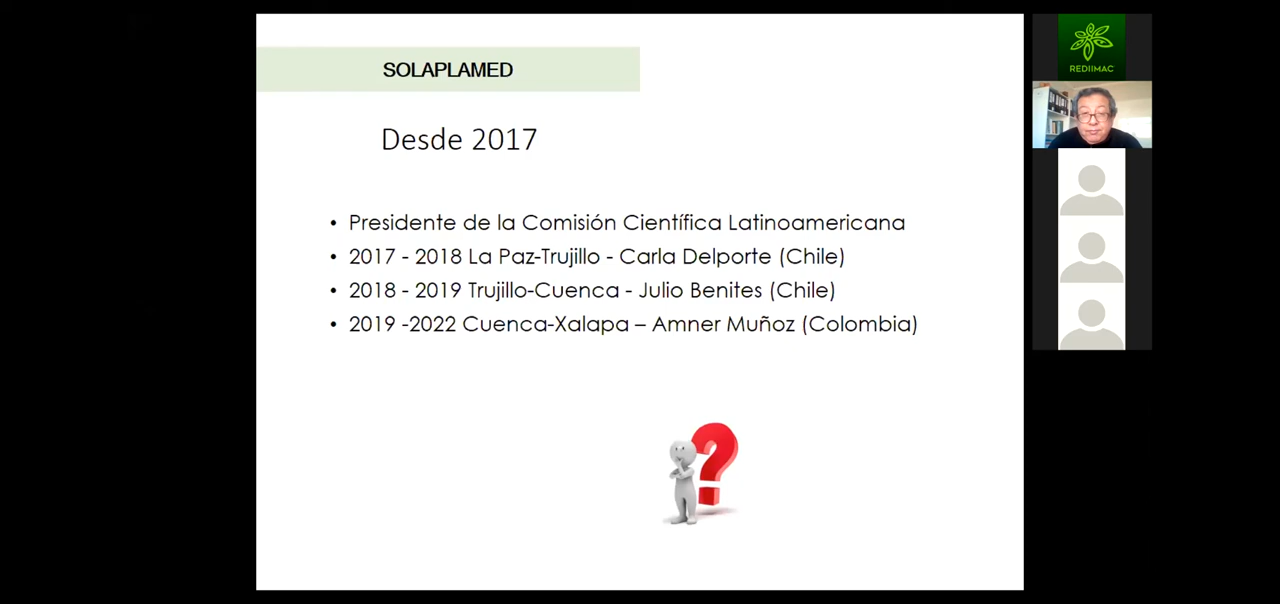 SOLAPLAMED
Desde 2017
• Presidente de la Comisión Científica Latinoamericana
• 2017 - 2018 La Paz-Trujillo - Carla Delporte (Chile)
• 2018 - 2019 Trujillo-Cuenca - Julio Benites (Chile)
• 2019 -2022 Cuenca-Xalapa – Amner Muñoz (Colombia)
?
REDIIMAC